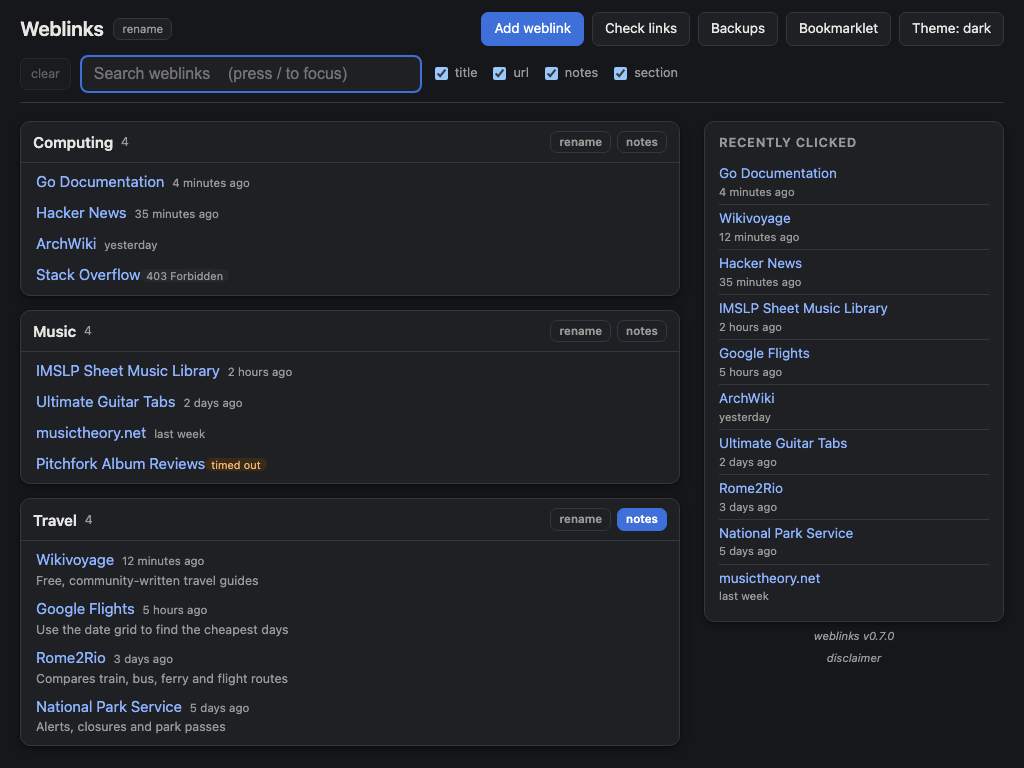 Weblinks rename Add weblink Check links Backups Bookmarklet Theme: dark
clear Search weblinks (press / to focus) title url notes section
Computing 4 rename notes
Go Documentation 4 minutes ago
Hacker News 35 minutes ago
ArchWiki yesterday
Stack Overflow 403 Forbidden
Music 4 rename notes
IMSLP Sheet Music Library 2 hours ago
Ultimate Guitar Tabs 2 days ago
musictheory.net last week
Pitchfork Album Reviews timed out
Travel 4 rename notes
Wikivoyage 12 minutes ago
Free, community-written travel guides
Google Flights 5 hours ago
Use the date grid to find the cheapest days
Rome2Rio 3 days ago
Compares train, bus, ferry and flight routes
National Park Service 5 days ago
Alerts, closures and park passes
RECENTLY CLICKED
Go Documentation
4 minutes ago
Wikivoyage
12 minutes ago
Hacker News
35 minutes ago
IMSLP Sheet Music Library
2 hours ago
Google Flights
5 hours ago
ArchWiki
yesterday
Ultimate Guitar Tabs
2 days ago
Rome2Rio
3 days ago
National Park Service
5 days ago
musictheory.net
last week
weblinks v0.7.0
disclaimer